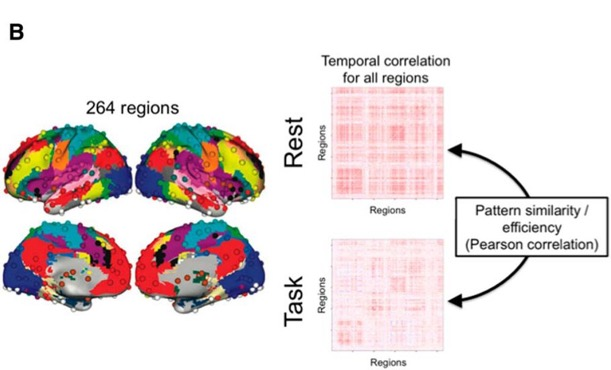 B
264 regions
Temporal correlation
for all regions
Rest
Regions
Regions
Pattern similarity /
efficiency
(Pearson correlation)
Task
Regions
Regions